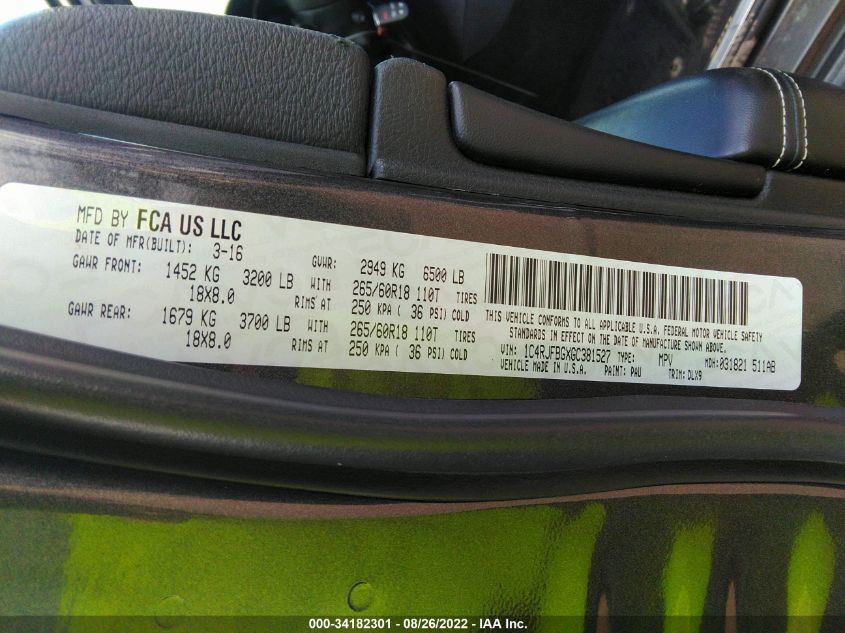 MFD BY FCA US LLC
DATE OF MFR(BUILT): 3-16 GVWR: 2949 KG 6500 LB
GAWR FRONT: 1452 KG 3200 LB WITH 265/60R18 110T TIRES
18X8.0 RIMS AT 250 KPA ( 36 PSI) COLD
GAWR REAR: 1679 KG 3700 LB WITH 265/60R18 110T TIRES
18X8.0 RIMS AT 250 KPA ( 36 PSI) COLD
THIS VEHICLE CONFORMS TO ALL APPLICABLE U.S.A. FEDERAL MOTOR VEHICLE SAFETY
STANDARDS IN EFFECT ON THE DATE OF MANUFACTURE SHOWN ABOVE.
VIN: 1C4RJFBGXGC381527 TYPE: MPV MDH:031821 511AB
VEHICLE MADE IN U.S.A. PAINT: PAU TRIM: DLX9
000-34182301 - 08/26/2022 - IAA Inc.